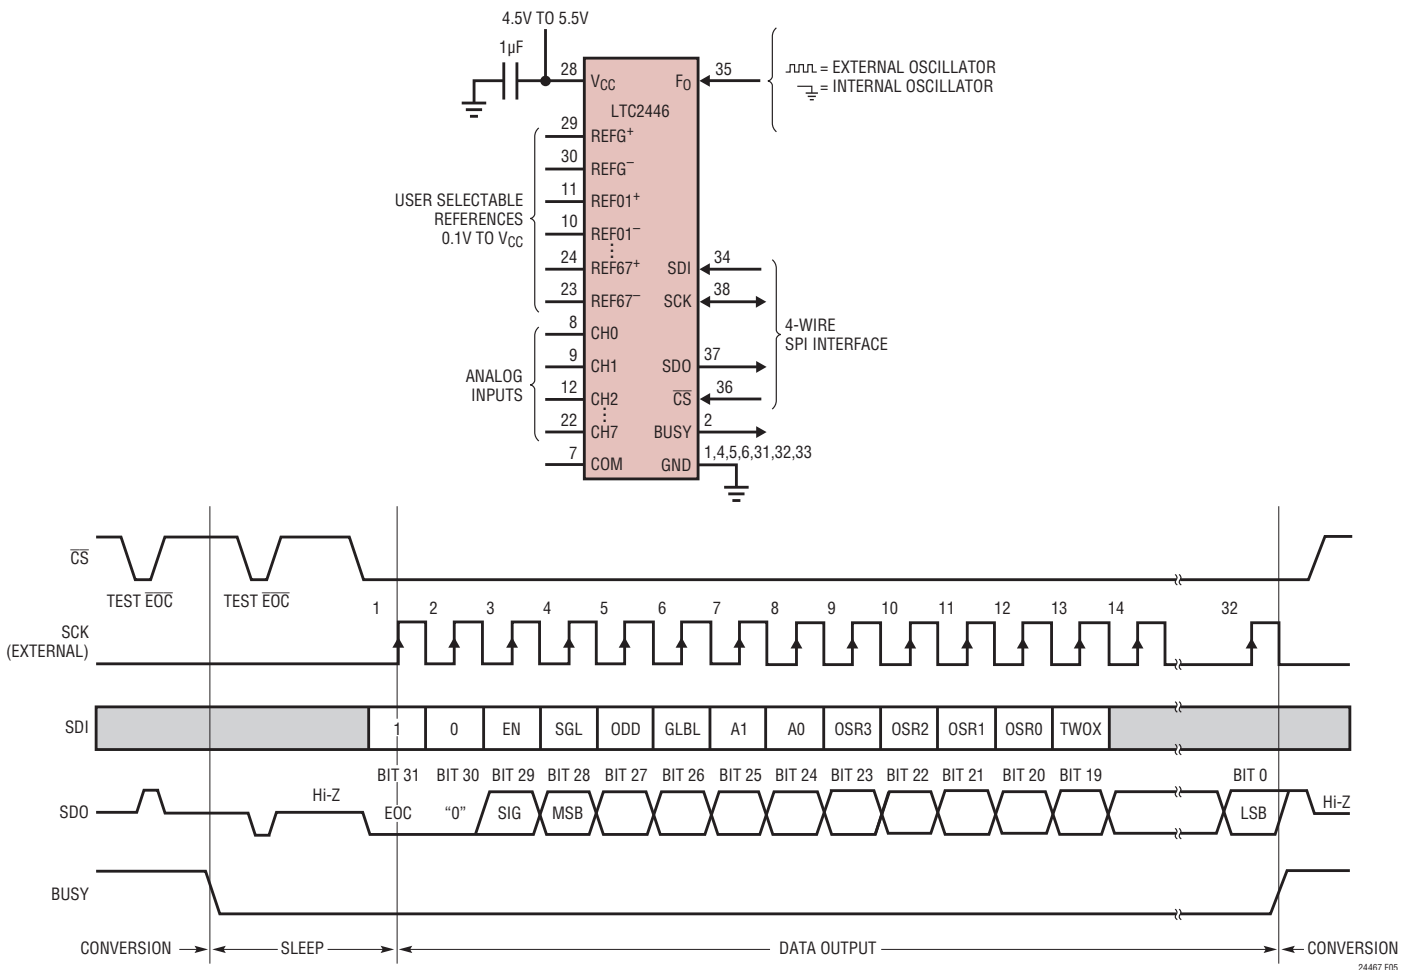 4.5V TO 5.5V
1µF
28
VCC
LTC2446
29
REFG+
30
REFG–
11
REF01+
10
REF01–
24
REF67+
23
REF67–
8
CH0
9
CH1
12
CH2
22
CH7
7
COM
USER SELECTABLE
REFERENCES
0.1V TO VCC
ANALOG
INPUTS
FO
35
= EXTERNAL OSCILLATOR
= INTERNAL OSCILLATOR
SDI
34
SCK
38
SDO
37
CS
36
BUSY
2
GND
1,4,5,6,31,32,33
4-WIRE
SPI INTERFACE
CS
TEST EOC TEST EOC
1 2 3 4 5 6 7 8 9 10 11 12 13 14 32
SCK
(EXTERNAL)
SDI
1 0 EN SGL ODD GLBL A1 A0 OSR3 OSR2 OSR1 OSR0 TWOX
BIT 31 BIT 30 BIT 29 BIT 28 BIT 27 BIT 26 BIT 25 BIT 24 BIT 23 BIT 22 BIT 21 BIT 20 BIT 19 BIT 0
SDO
Hi-Z
EOC “0” SIG MSB LSB
Hi-Z
BUSY
CONVERSION SLEEP DATA OUTPUT CONVERSION
24467 F05